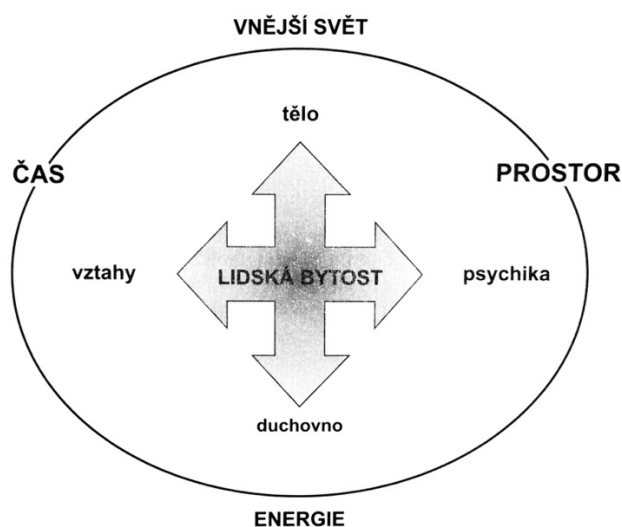 VNĚJŠÍ SVĚT
tělo
ČAS
PROSTOR
vztahy
LIDSKÁ BYTOST
psychika
duchovno
ENERGIE